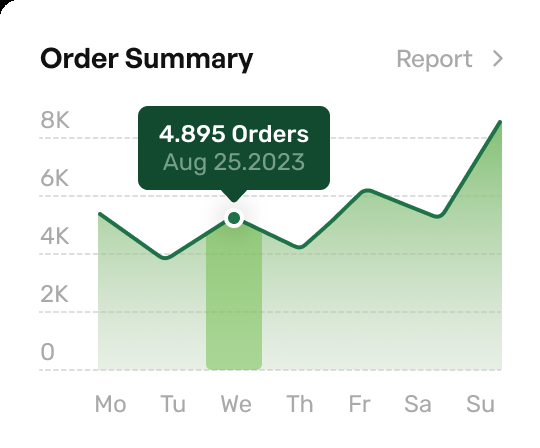 Order Summary
Report
8K
4.895 Orders
Aug 25.2023
6K
4K
2K
0
Mo Tu We Th Fr Sa Su